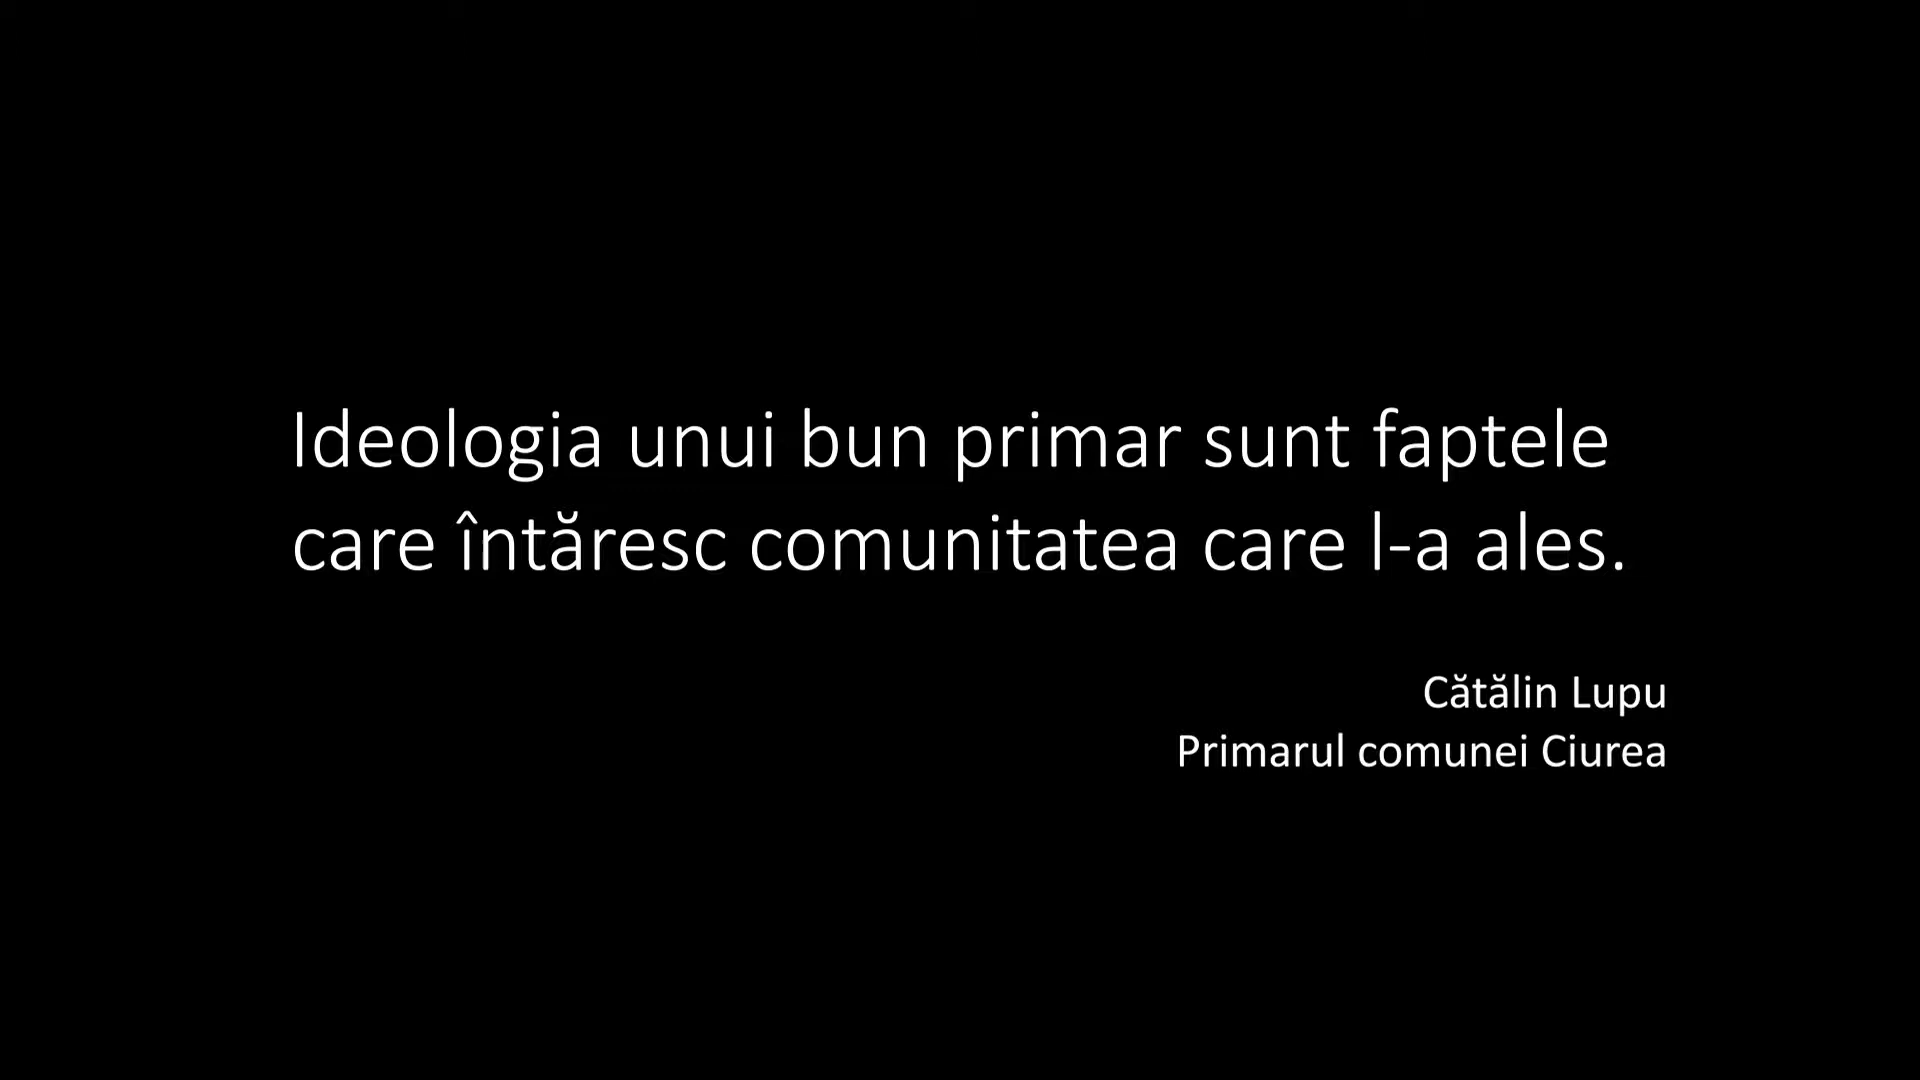 Ideologia unui bun primar sunt faptele
care întăresc comunitatea care l-a ales.
Cătălin Lupu
Primarul comunei Ciurea